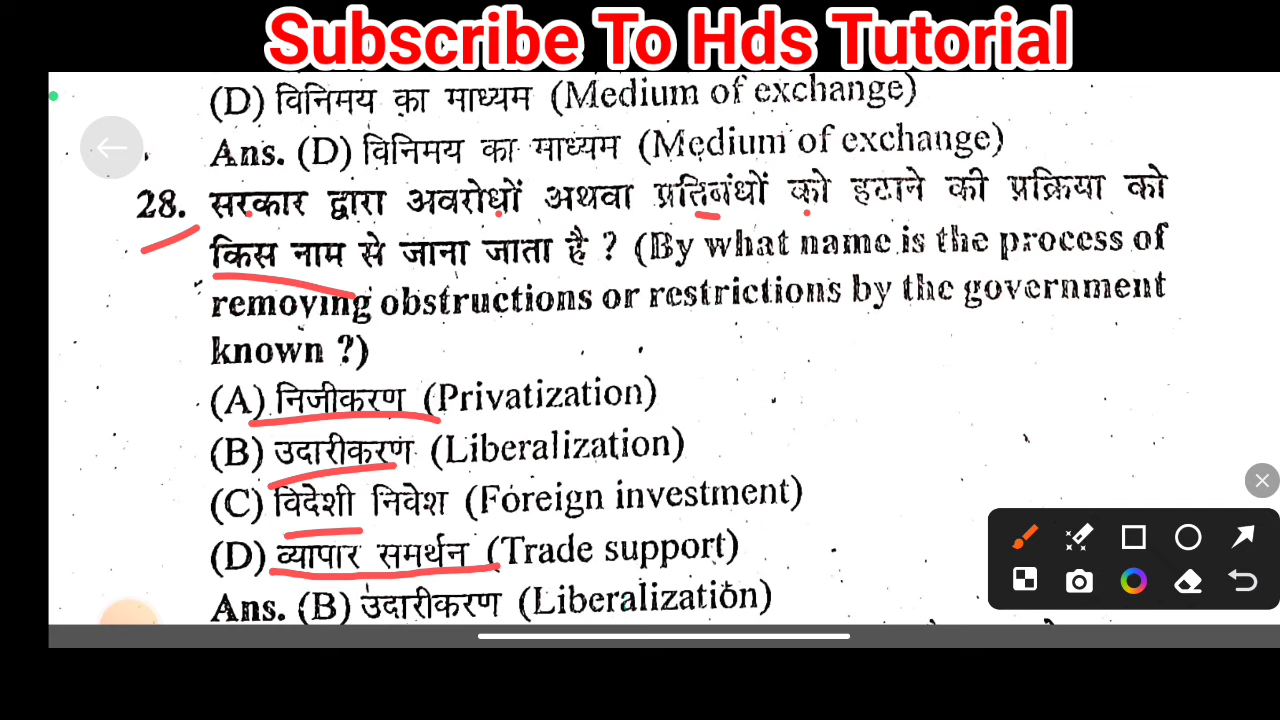 Subscribe To Hds Tutorial
(D) विनिमय का माध्यम (Medium of exchange)
Ans. (D) विनिमय का माध्यम (Medium of exchange)
28. सरकार द्वारा अवरोधों अथवा प्रतिबंधों को हटाने की प्रक्रिया को
किस नाम से जाना जाता है ? (By what name is the process of
removing obstructions or restrictions by the government
known ?)
(A) निजीकरण (Privatization)
(B) उदारीकरण (Liberalization)
(C) विदेशी निवेश (Foreign investment)
(D) व्यापार समर्थन (Trade support)
Ans. (B) उदारीकरण (Liberalization)